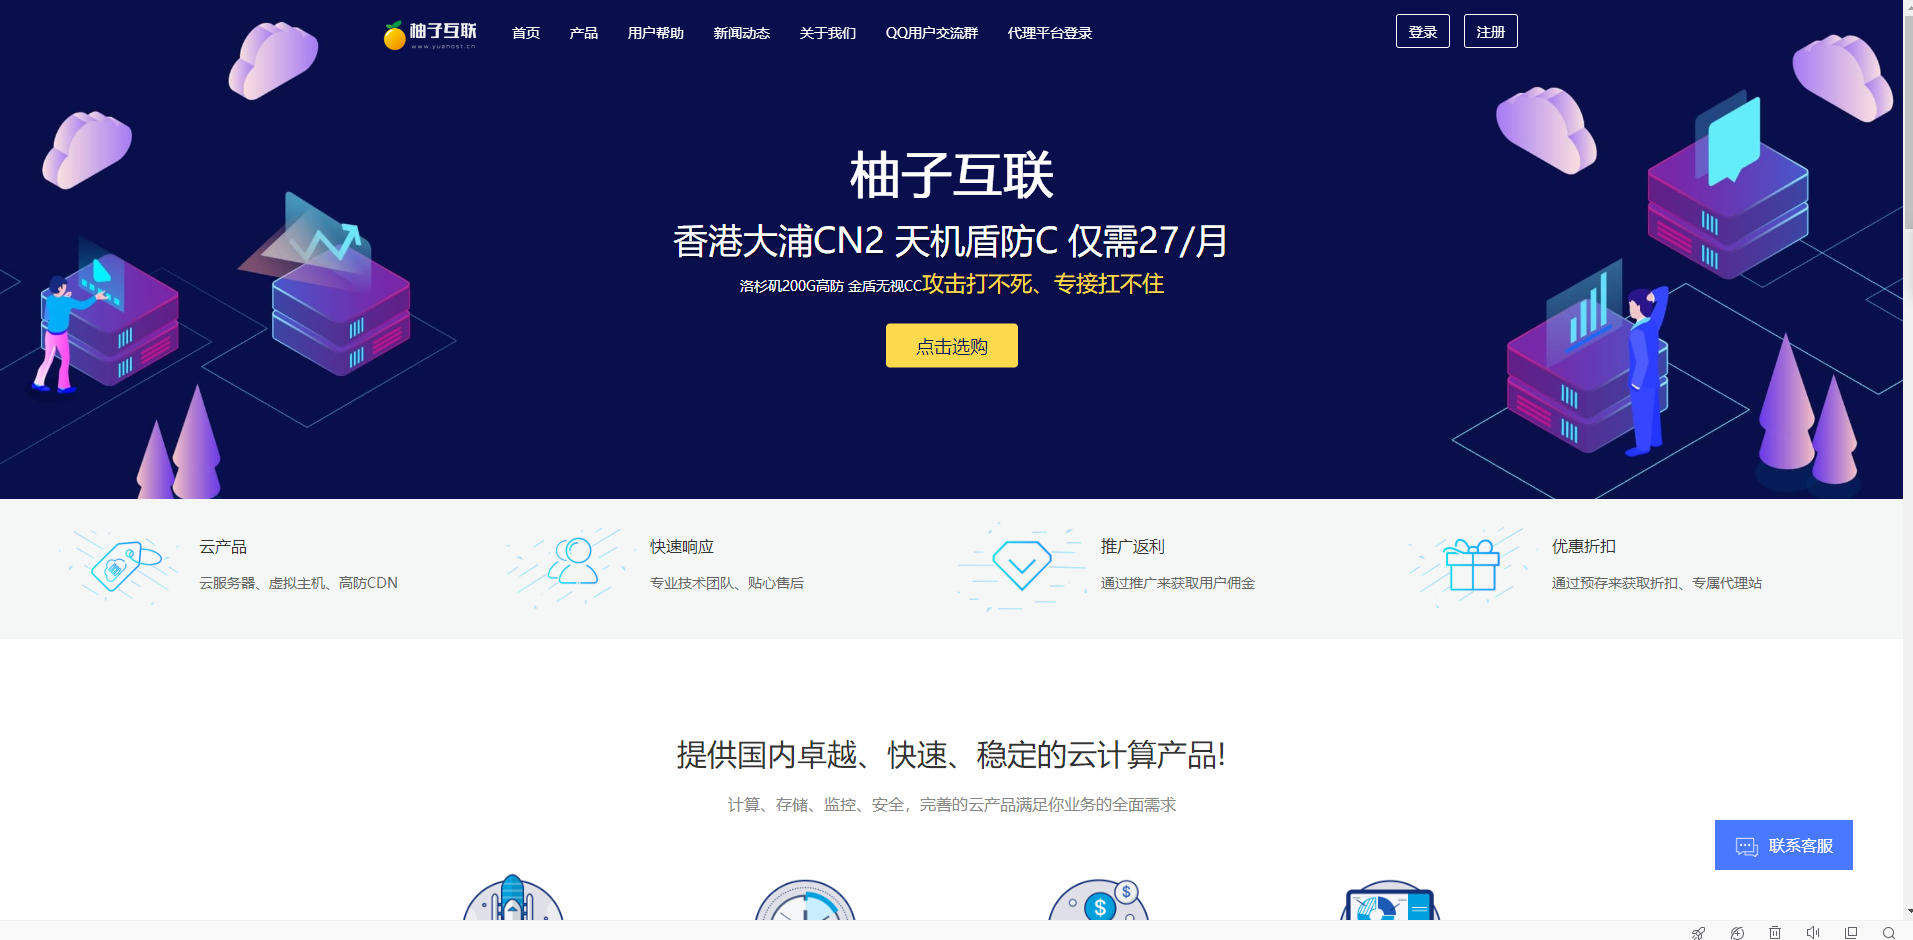 柚子互联
www.yuahost.cn
首页 产品 用户帮助 新闻动态 关于我们 QQ用户交流群 代理平台登录
登录 注册
柚子互联
香港大浦CN2 天机盾防C 仅需27/月
洛杉矶200G高防 金盾无视CC攻击打不死、专接扛不住
点击选购
云产品
云服务器、虚拟主机、高防CDN
快速响应
专业技术团队、贴心售后
推广返利
通过推广来获取用户佣金
优惠折扣
通过预存来获取折扣、专属代理站
提供国内卓越、快速、稳定的云计算产品!
计算、存储、监控、安全，完善的云产品满足你业务的全面需求
联系客服